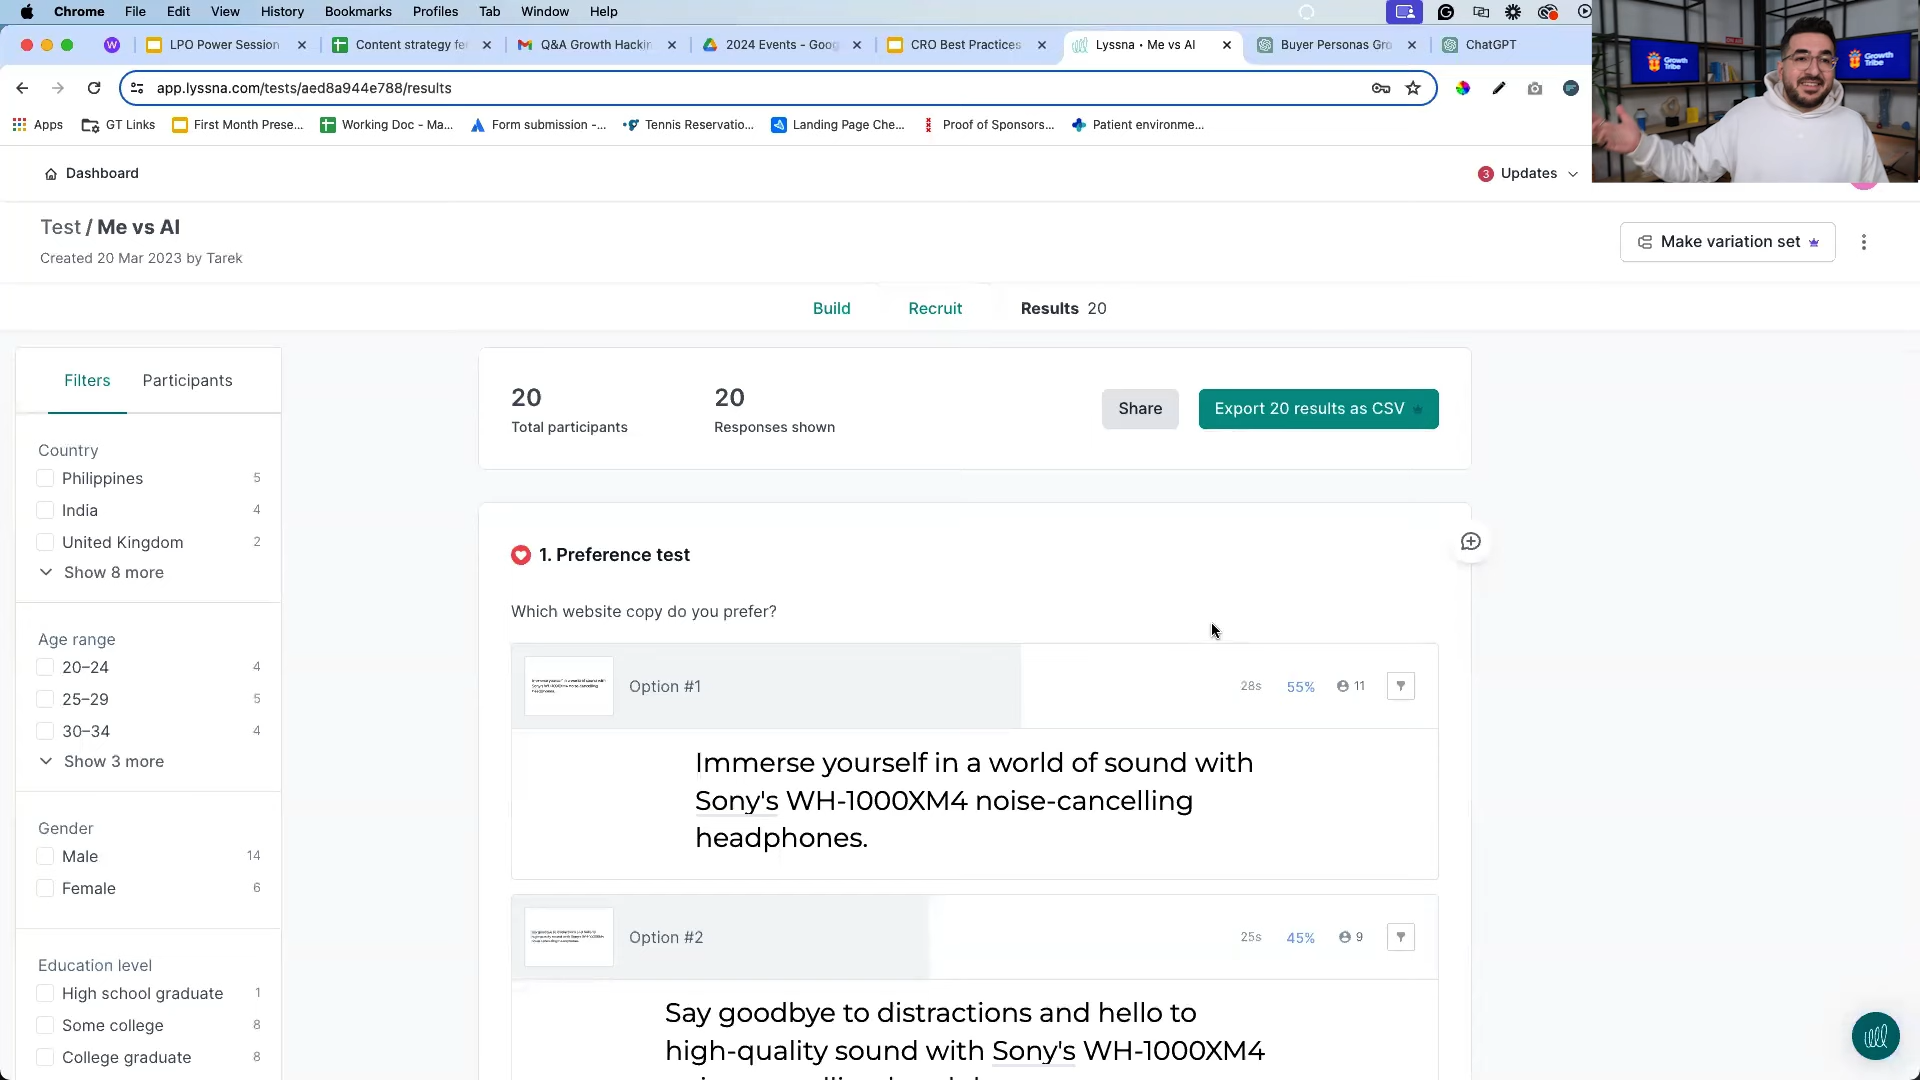 Chrome File Edit View History Bookmarks Profiles Tab Window Help
LPO Power Session
Content strategy fe
Q&A Growth Hackin
2024 Events - Goog
CRO Best Practices
Lyssna • Me vs AI
Buyer Personas Gr
ChatGPT
app.lyssna.com/tests/aed8a944e788/results
Apps
GT Links
First Month Prese...
Working Doc - Ma...
Form submission -...
Tennis Reservatio...
Landing Page Che...
Proof of Sponsors...
Patient environme...
Growth
Tribe
Growth
Tribe
Dashboard
3 Updates
Test / Me vs AI
Created 20 Mar 2023 by Tarek
Make variation set
Build
Recruit
Results 20
Filters
Participants
Country
Philippines 5
India 4
United Kingdom 2
Show 8 more
Age range
20–24 4
25–29 5
30–34 4
Show 3 more
Gender
Male 14
Female 6
Education level
High school graduate 1
Some college 8
College graduate 8
20
Total participants
20
Responses shown
Share
Export 20 results as CSV
1. Preference test
Which website copy do you prefer?
Option #1
28s 55% 11
Immerse yourself in a world of sound with
Sony's WH-1000XM4 noise-cancelling
headphones.
Option #2
25s 45% 9
Say goodbye to distractions and hello to
high-quality sound with Sony's WH-1000XM4